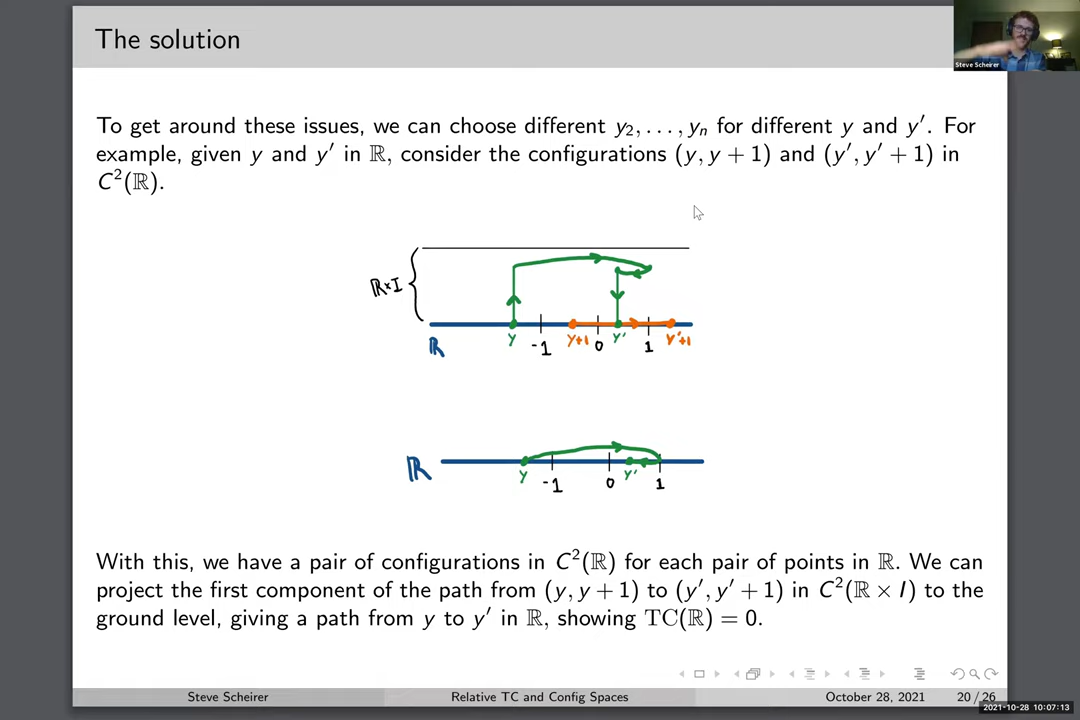 The solution
Steve Scheirer
To get around these issues, we can choose different y₂, . . . , yₙ for different y and y′. For
example, given y and y′ in ℝ, consider the configurations (y, y + 1) and (y′, y′ + 1) in
C²(ℝ).
ℝ×I
ℝ y -1 y+1 0 y′ 1 y′+1
ℝ y -1 0 y′ 1
With this, we have a pair of configurations in C²(ℝ) for each pair of points in ℝ. We can
project the first component of the path from (y, y + 1) to (y′, y′ + 1) in C²(ℝ × I) to the
ground level, giving a path from y to y′ in ℝ, showing TC(ℝ) = 0.
Steve Scheirer Relative TC and Config Spaces October 28, 2021 20 / 26
2021-10-28 10:07:13